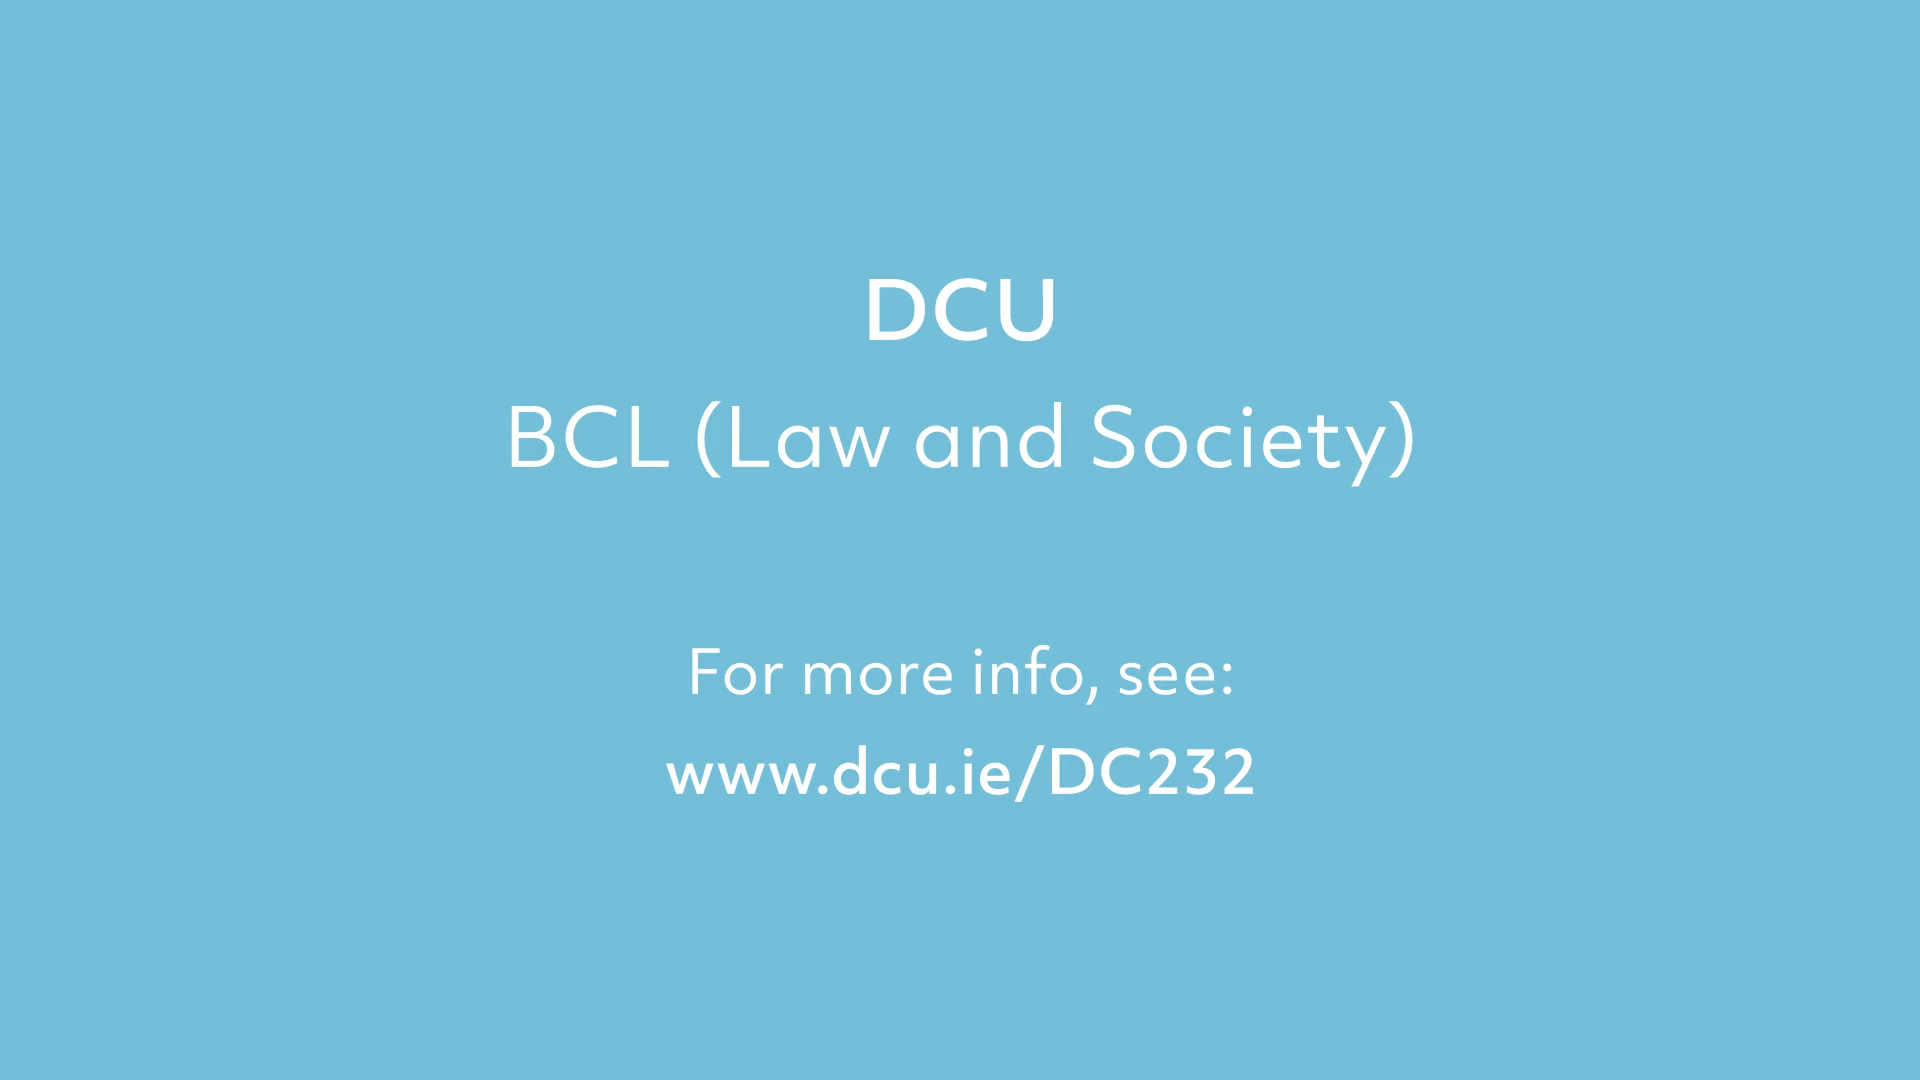 DCU
BCL (Law and Society)
For more info, see:
www.dcu.ie/DC232